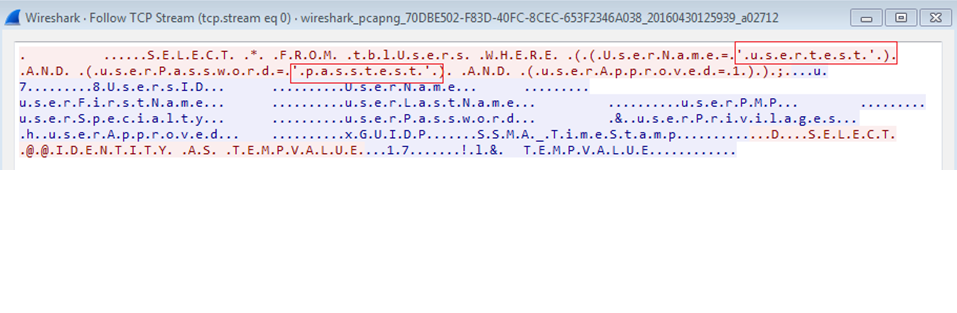 Wireshark · Follow TCP Stream (tcp.stream eq 0) · wireshark_pcapng_70DBE502-F83D-40FC-8CEC-653F2346A038_20160430125939_a02712
. ......S.E.L.E.C.T. .*. .F.R.O.M. .t.b.l.U.s.e.r.s. .W.H.E.R.E. .(.(.U.s.e.r.N.a.m.e.=.'.u.s.e.r.t.e.s.t.'.).
.A.N.D. .(.u.s.e.r.P.a.s.s.w.o.r.d.=.'.p.a.s.s.t.e.s.t.'.). .A.N.D. .(.u.s.e.r.A.p.p.r.o.v.e.d.=.1.).).;....u.
7.........8.U.s.e.r.s.I.D... ..........U.s.e.r.N.a.m.e... ..........
u.s.e.r.F.i.r.s.t.N.a.m.e... ..........u.s.e.r.L.a.s.t.N.a.m.e... ..........u.s.e.r.P.M.P... ..........
u.s.e.r.S.p.e.c.i.a.l.t.y... ..........u.s.e.r.P.a.s.s.w.o.r.d... .&..u.s.e.r.P.r.i.v.i.l.a.g.e.s...
.h..u.s.e.r.A.p.p.r.o.v.e.d... ..........x.G.U.I.D.P.......S.S.M.A._.T.i.m.e.S.t.a.m.p.............D....S.E.L.E.C.T.
.@.@.I.D.E.N.T.I.T.Y. .A.S. .T.E.M.P.V.A.L.U.E....1.7.......!.l.&. T.E.M.P.V.A.L.U.E............